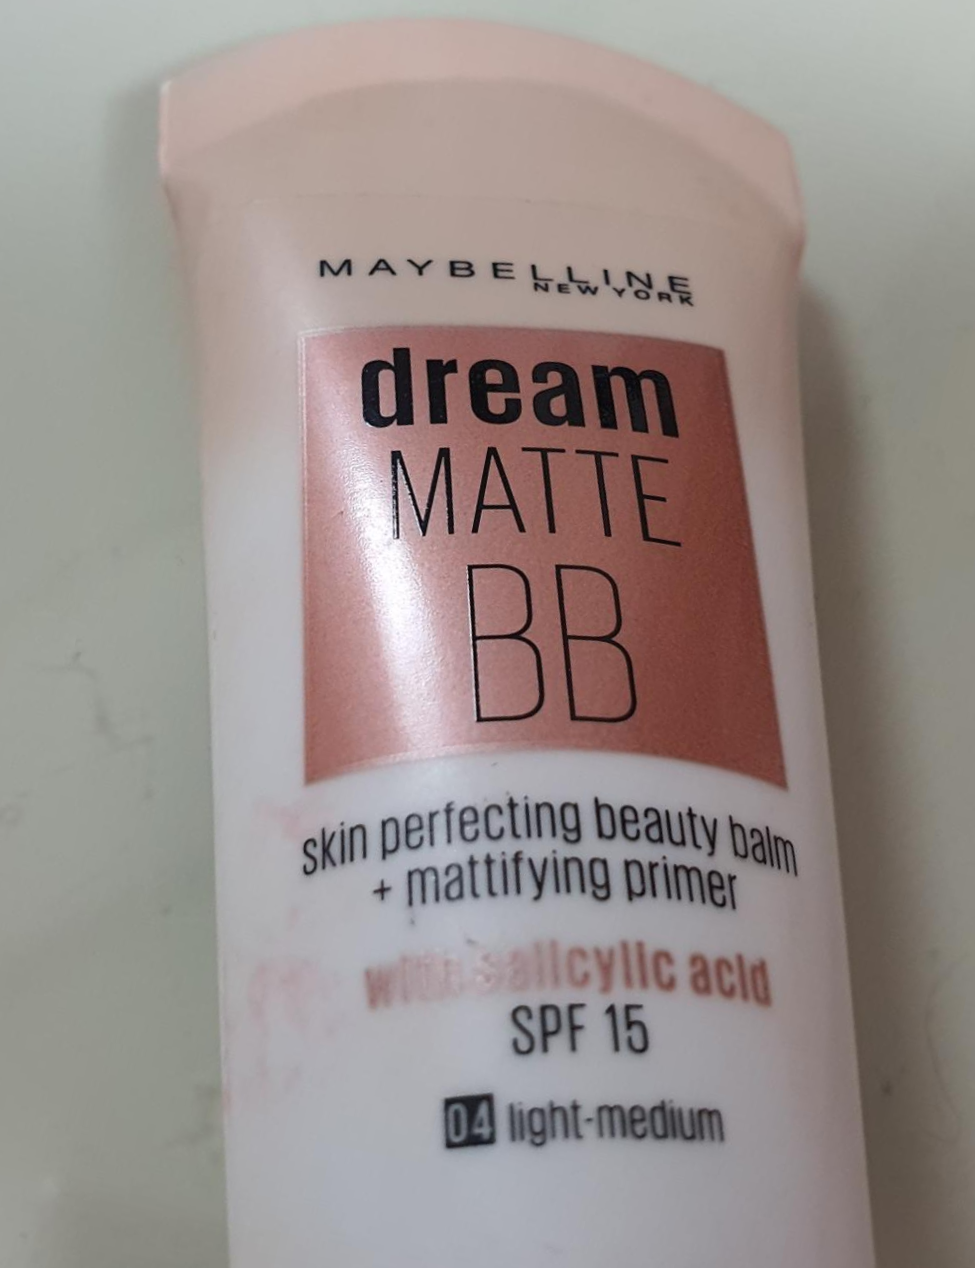 MAYBELLINE
NEW YORK
dream
MATTE
BB
skin perfecting beauty balm
+ mattifying primer
with salicylic acid
SPF 15
04 light-medium